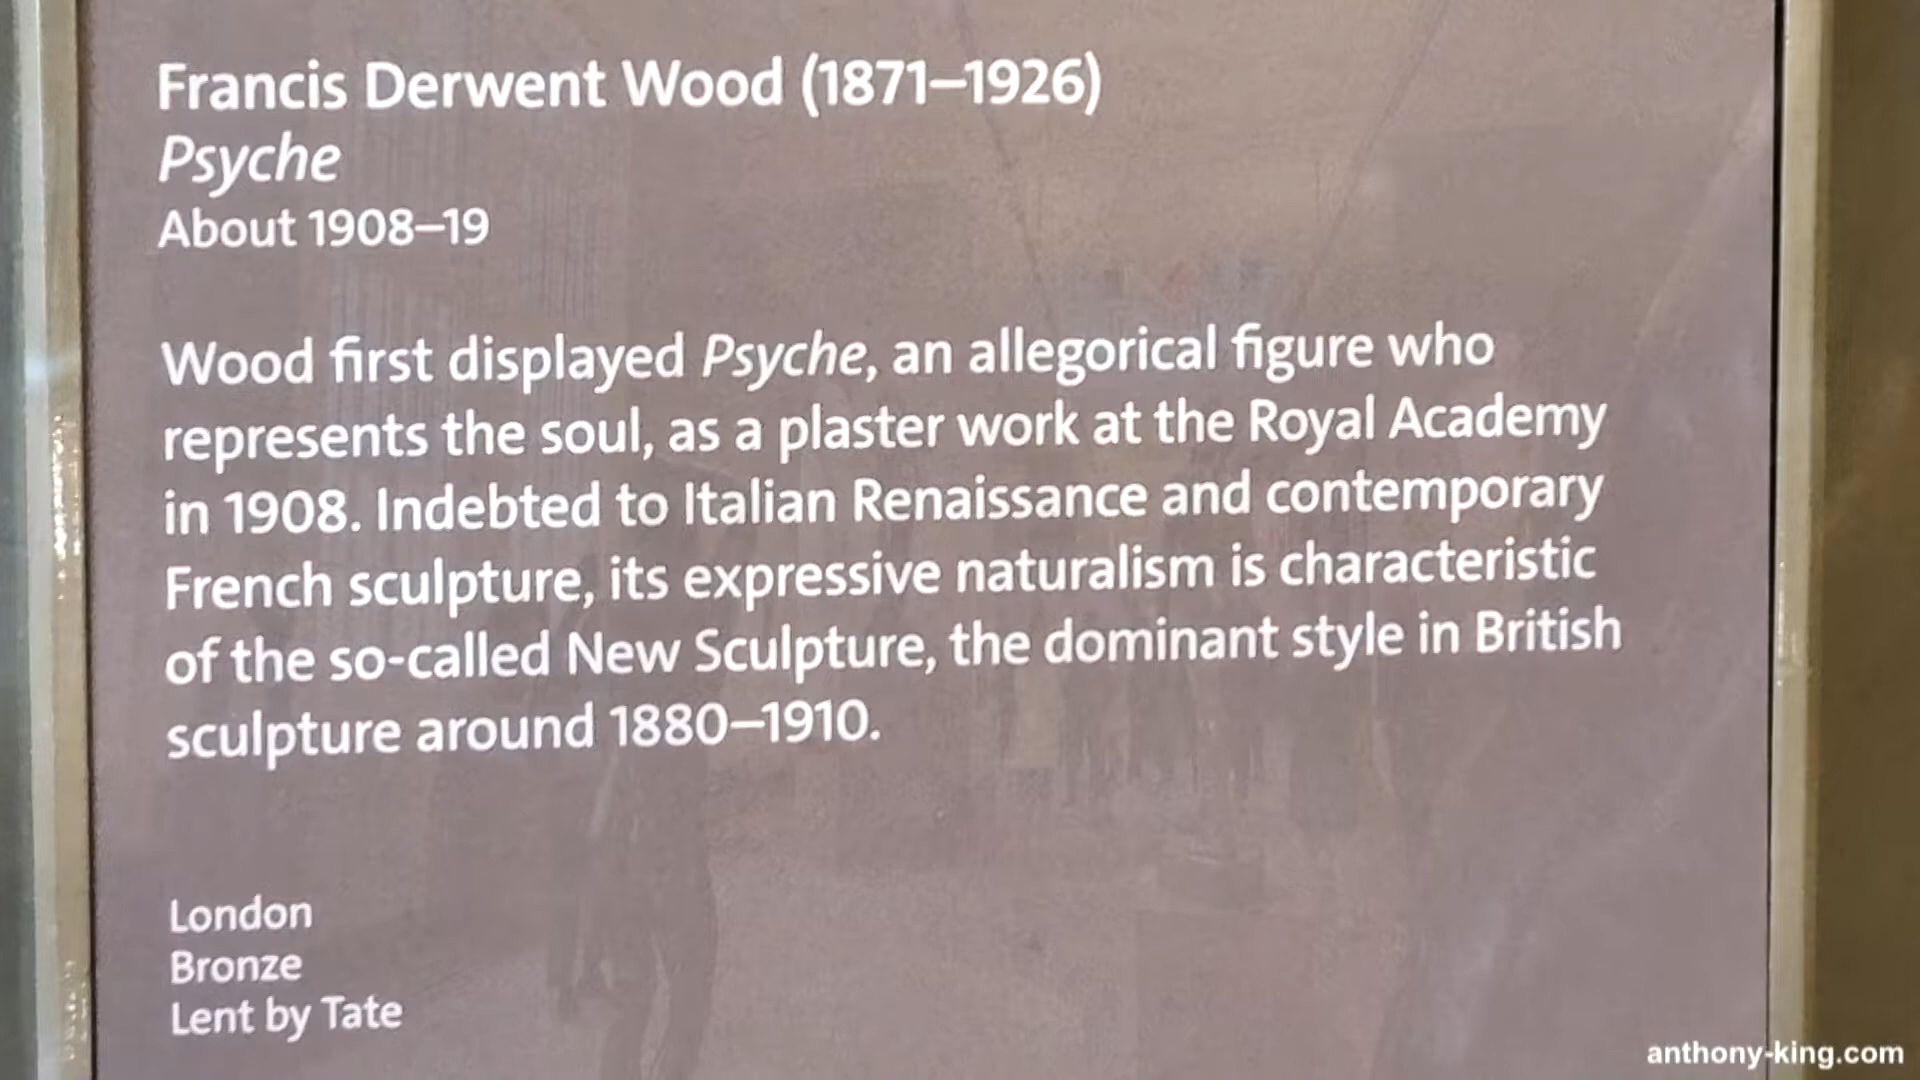 Francis Derwent Wood (1871–1926)
Psyche
About 1908–19
Wood first displayed Psyche, an allegorical figure who
represents the soul, as a plaster work at the Royal Academy
in 1908. Indebted to Italian Renaissance and contemporary
French sculpture, its expressive naturalism is characteristic
of the so-called New Sculpture, the dominant style in British
sculpture around 1880–1910.
London
Bronze
Lent by Tate
anthony-king.com